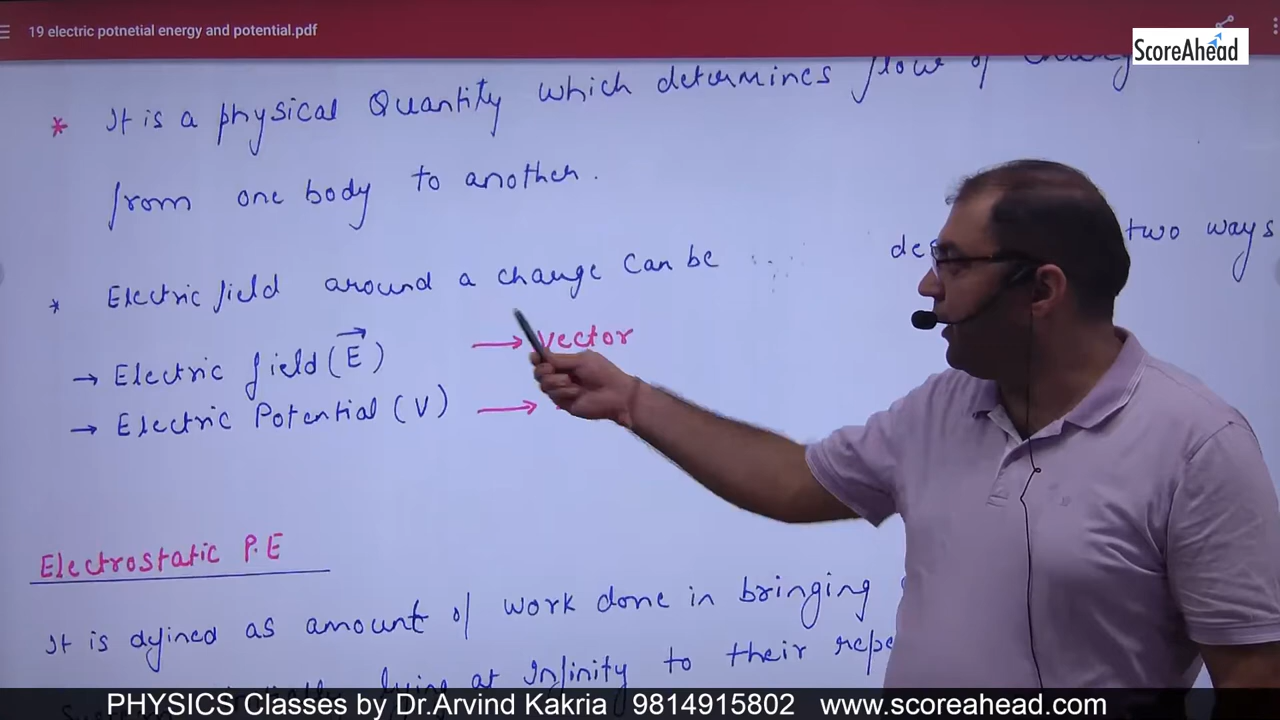 19 electric potnetial energy and potential.pdf
ScoreAhead
* It is a physical Quantity which determines flow of
from one body to another.
* Electric field around a change can be two ways
→ Electric field (E) → vector
→ Electric Potential (V) →
Electrostatic P.E
It is defined as amount of work done in bringing
lying at Infinity to their
PHYSICS Classes by Dr.Arvind Kakria 9814915802 www.scoreahead.com